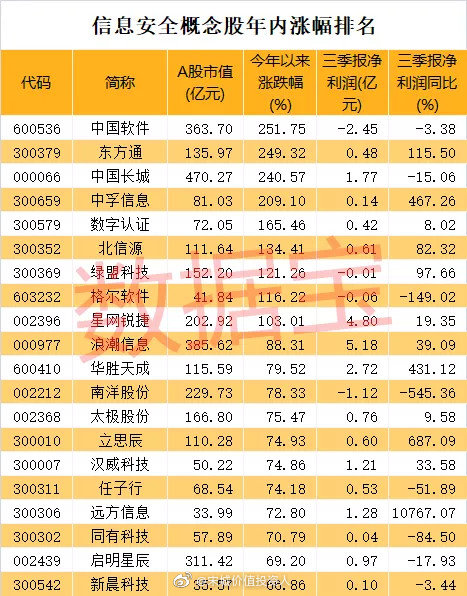 信息安全概念股年内涨幅排名
代码 简称 A股市值(亿元) 今年以来涨跌幅(%) 三季报净利润(亿元) 三季报净利润同比(%)
600536 中国软件 363.70 251.75 -2.45 -3.38
300379 东方通 135.97 249.32 0.48 115.50
000066 中国长城 470.27 240.57 1.77 -15.06
300659 中孚信息 81.03 209.10 0.14 467.26
300579 数字认证 72.05 165.46 0.42 8.02
300352 北信源 111.64 134.41 0.61 82.32
300369 绿盟科技 152.20 121.26 -0.01 97.66
603232 格尔软件 41.84 116.22 -0.06 -149.02
002396 星网锐捷 202.92 103.01 4.80 19.35
000977 浪潮信息 385.62 88.31 5.18 39.09
600410 华胜天成 115.59 79.52 2.72 431.12
002212 南洋股份 229.73 78.33 -1.12 -545.36
002368 太极股份 166.80 75.47 0.76 9.58
300010 立思辰 110.28 74.93 0.60 687.09
300007 汉威科技 50.22 74.86 1.21 33.58
300311 任子行 68.54 74.18 0.53 -51.89
300306 远方信息 33.99 72.80 1.28 10767.07
300302 同有科技 57.89 70.79 0.04 -84.50
002439 启明星辰 311.42 69.20 0.97 -17.93
300542 新晨科技 66.86 0.10 -3.44
数据宝